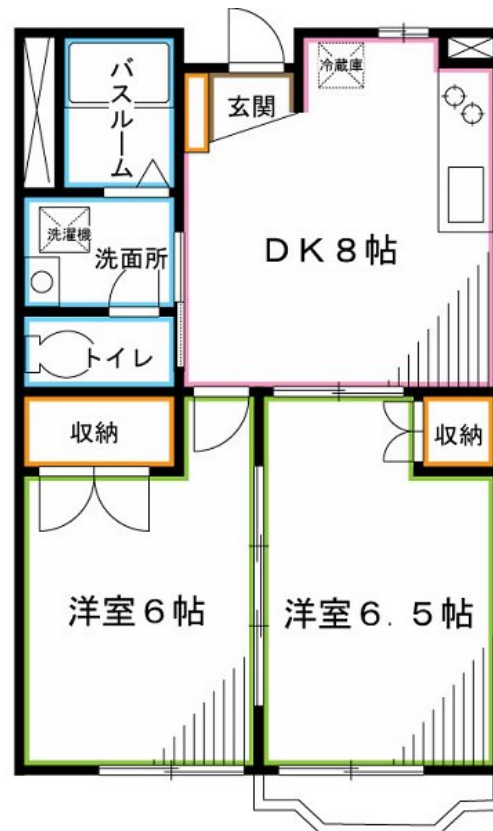 バスルーム
冷蔵庫
玄関
洗濯機
洗面所
DK8帖
トイレ
収納
収納
洋室6帖
洋室6.5帖